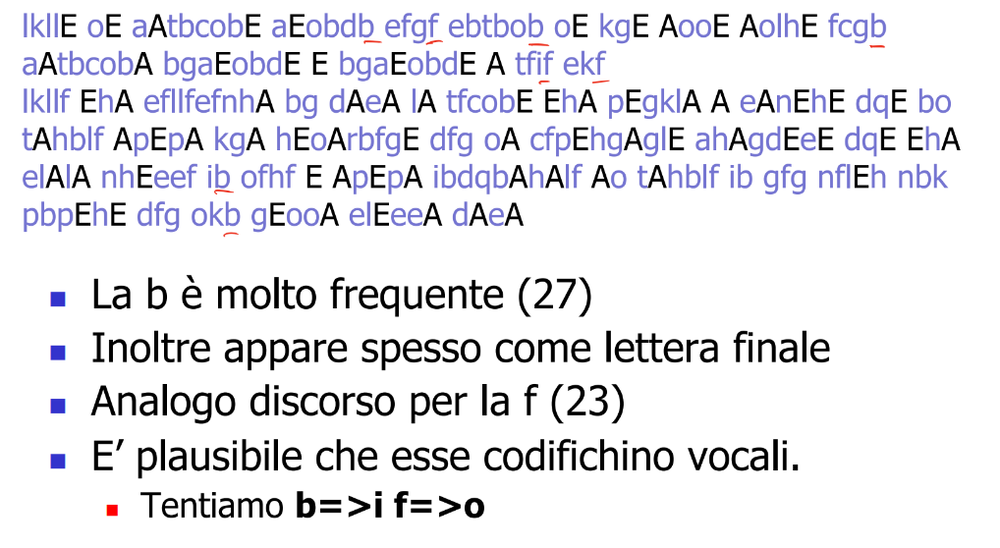 lkllE oE aAtbcobE aEobdb efgf ebtbob oE kgE AooE AolhE fcgb
aAtbcobA bgaEobdE E bgaEobdE A tfif ekf
lkllf EhA efllfefnhA bg dAeA lA tfcobE EhA pEgklA A eAnEhE dqE bo
tAhblf ApEpA kgA hEoArbfgE dfg oA cfpEhgAglE ahAgdEeE dqE EhA
elAlA nhEeef ib ofhf E ApEpA ibdqbAhAlf Ao tAhblf ib gfg nflEh nbk
pbpEhE dfg okb gEooA elEeeA dAeA
La b è molto frequente (27)
Inoltre appare spesso come lettera finale
Analogo discorso per la f (23)
E’ plausibile che esse codifichino vocali.
Tentiamo b=>i f=>o